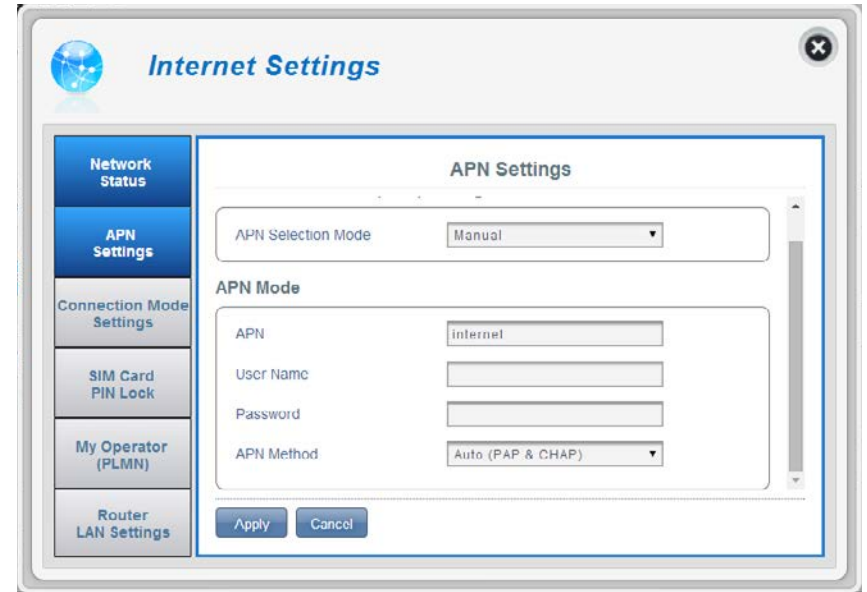 Internet Settings
Network
Status
APN
Settings
Connection Mode
Settings
SIM Card
PIN Lock
My Operator
(PLMN)
Router
LAN Settings
APN Settings
APN Selection Mode
Manual
APN Mode
APN
internet
User Name
Password
APN Method
Auto (PAP & CHAP)
Apply
Cancel